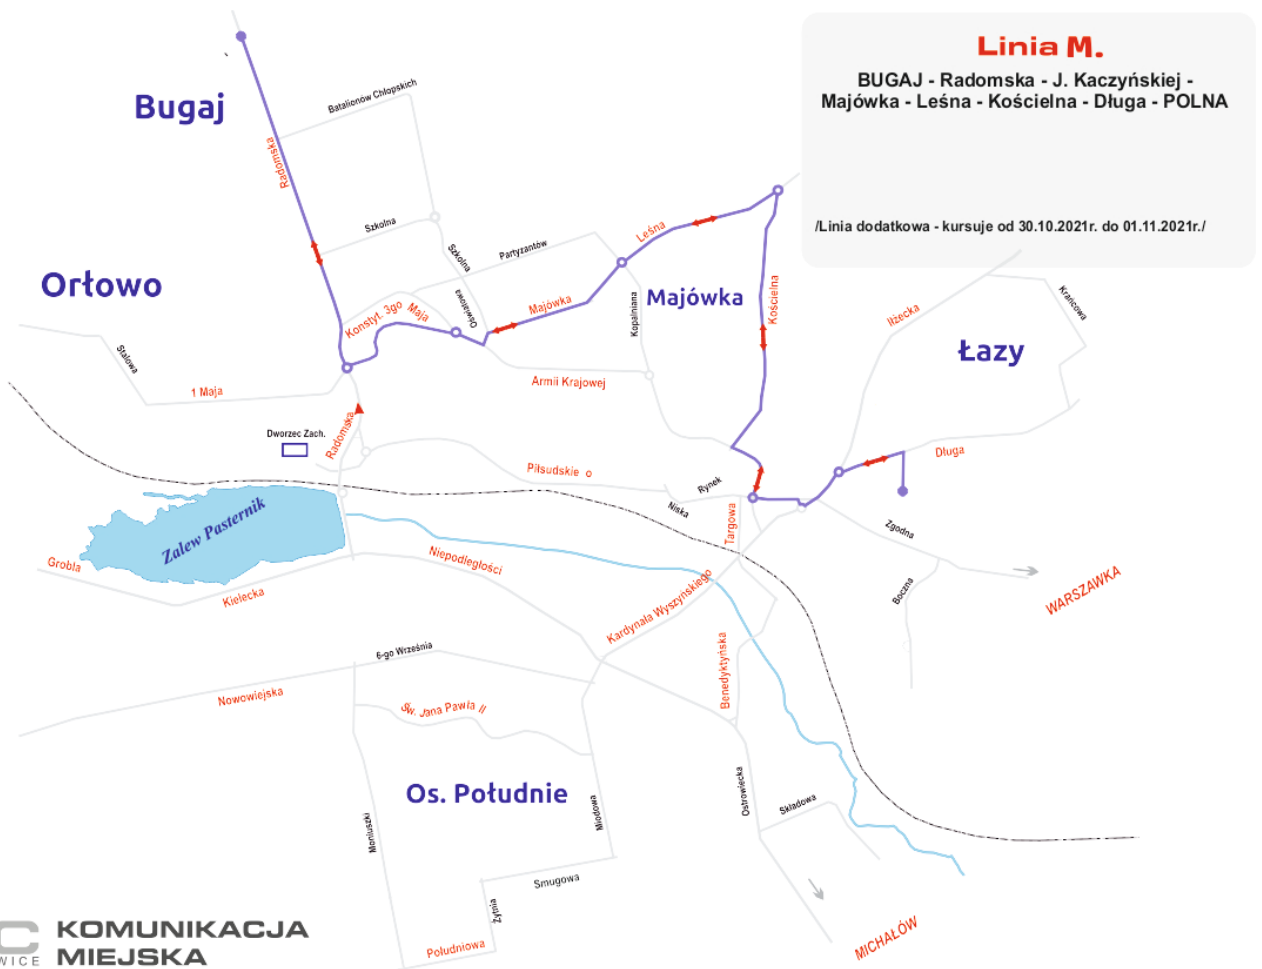 Linia M.
BUGAJ - Radomska - J. Kaczyńskiej -
Majówka - Leśna - Kościelna - Długa - POLNA
/Linia dodatkowa - kursuje od 30.10.2021r. do 01.11.2021r./
Bugaj
Batalionów Chłopskich
Radomska
Szkolna
Szkolna
Partyzantów
Leśna
Orłowo
Majówka
Konstyt. 3go Maja
Oświatowa
Majówka
Kopalniana
Kościelna
Iłżecka
Krańcowa
Łazy
Stalowa
1 Maja
Armii Krajowej
Dworzec Zach.
Radomska
Piłsudskie o
Rynek
Niska
Targowa
Długa
Zgodna
Zalew Pasternik
Grobla
Kielecka
Niepodległości
Kardynała Wyszyńskiego
Boczna
WARSZAWKA
6-go Września
Nowowiejska
Benedyktyńska
Św. Jana Pawła II
Os. Południe
Moniuszki
Miodowa
Ostrowiecka
Składowa
Smugowa
Żytnia
Południowa
MICHAŁÓW
C KOMUNIKACJA
WICE MIEJSKA